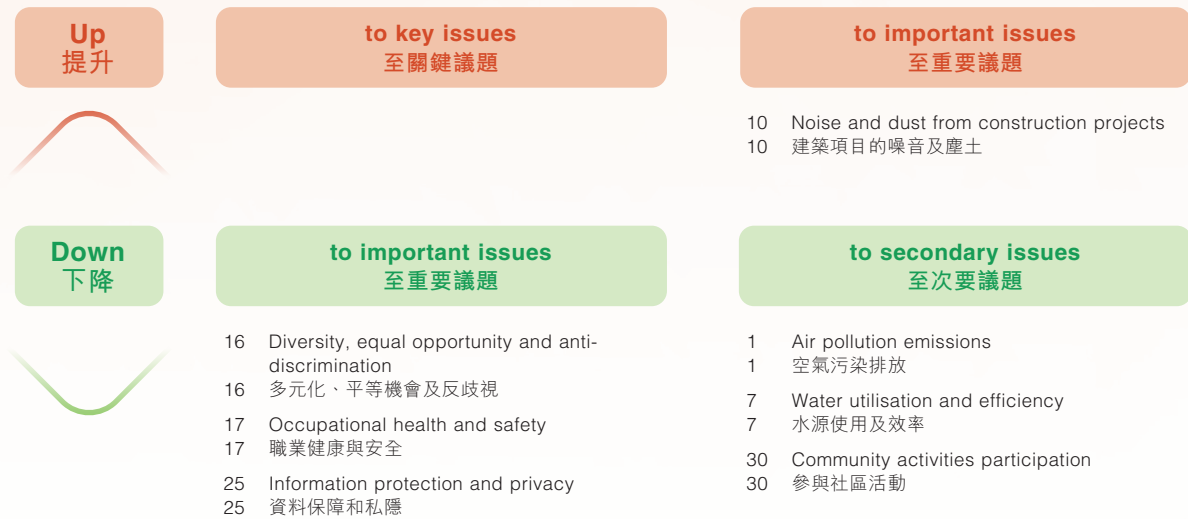 Up
提升
to key issues
至關鍵議題
to important issues
至重要議題
10 Noise and dust from construction projects
10 建築項目的噪音及塵土
Down
下降
to important issues
至重要議題
to secondary issues
至次要議題
16 Diversity, equal opportunity and anti-
discrimination
16 多元化、平等機會及反歧視
17 Occupational health and safety
17 職業健康與安全
25 Information protection and privacy
25 資料保障和私隱
1 Air pollution emissions
1 空氣污染排放
7 Water utilisation and efficiency
7 水源使用及效率
30 Community activities participation
30 參與社區活動